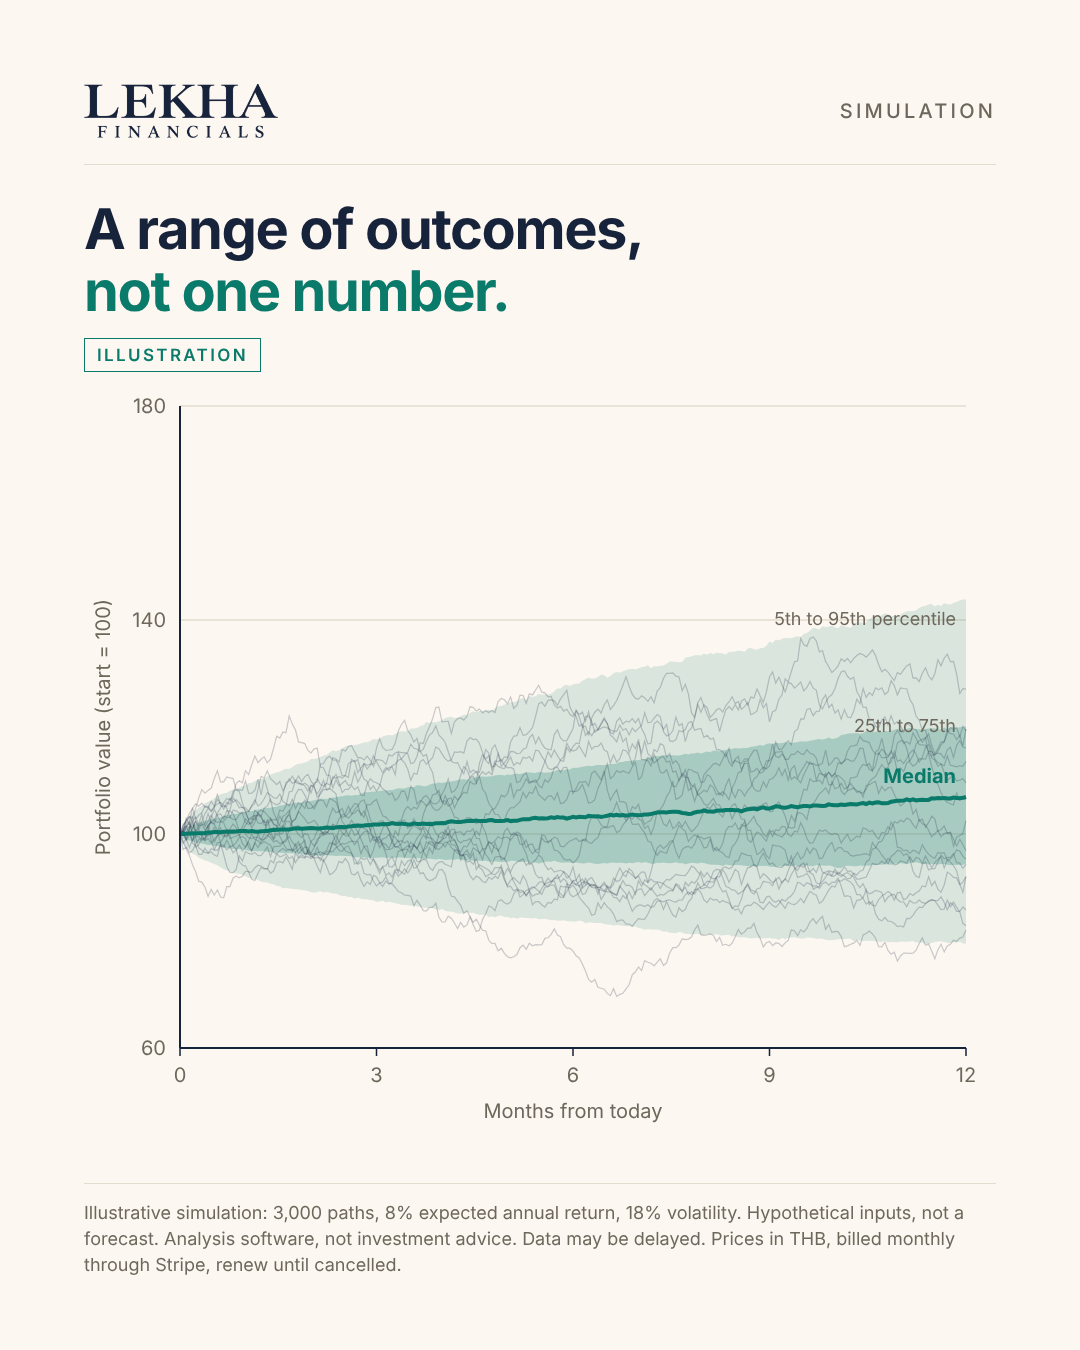 LEKHA
FINANCIALS
SIMULATION
A range of outcomes,
not one number.
ILLUSTRATION
180
140
100
60
Portfolio value (start = 100)
5th to 95th percentile
25th to 75th
Median
0
3
6
9
12
Months from today
Illustrative simulation: 3,000 paths, 8% expected annual return, 18% volatility. Hypothetical inputs, not a
forecast. Analysis software, not investment advice. Data may be delayed. Prices in THB, billed monthly
through Stripe, renew until cancelled.